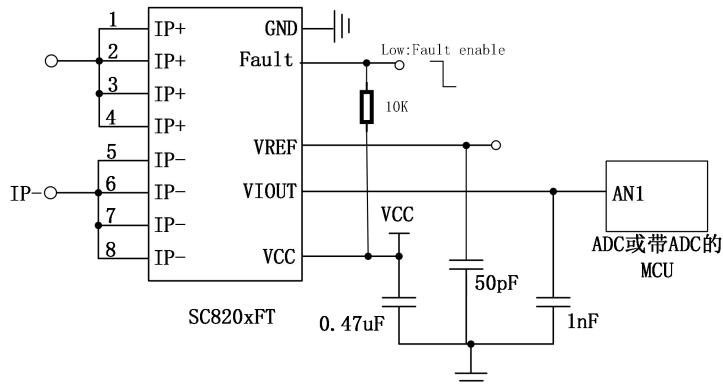 1
IP+
GND
2
IP+
Fault
Low:Fault enable
3
IP+
10K
4
IP+
5
IP-
VREF
IP-
6
IP-
VIOUT
AN1
7
IP-
VCC
8
IP-
VCC
ADC或带ADC的
MCU
50pF
SC820xFT
0.47uF
1nF